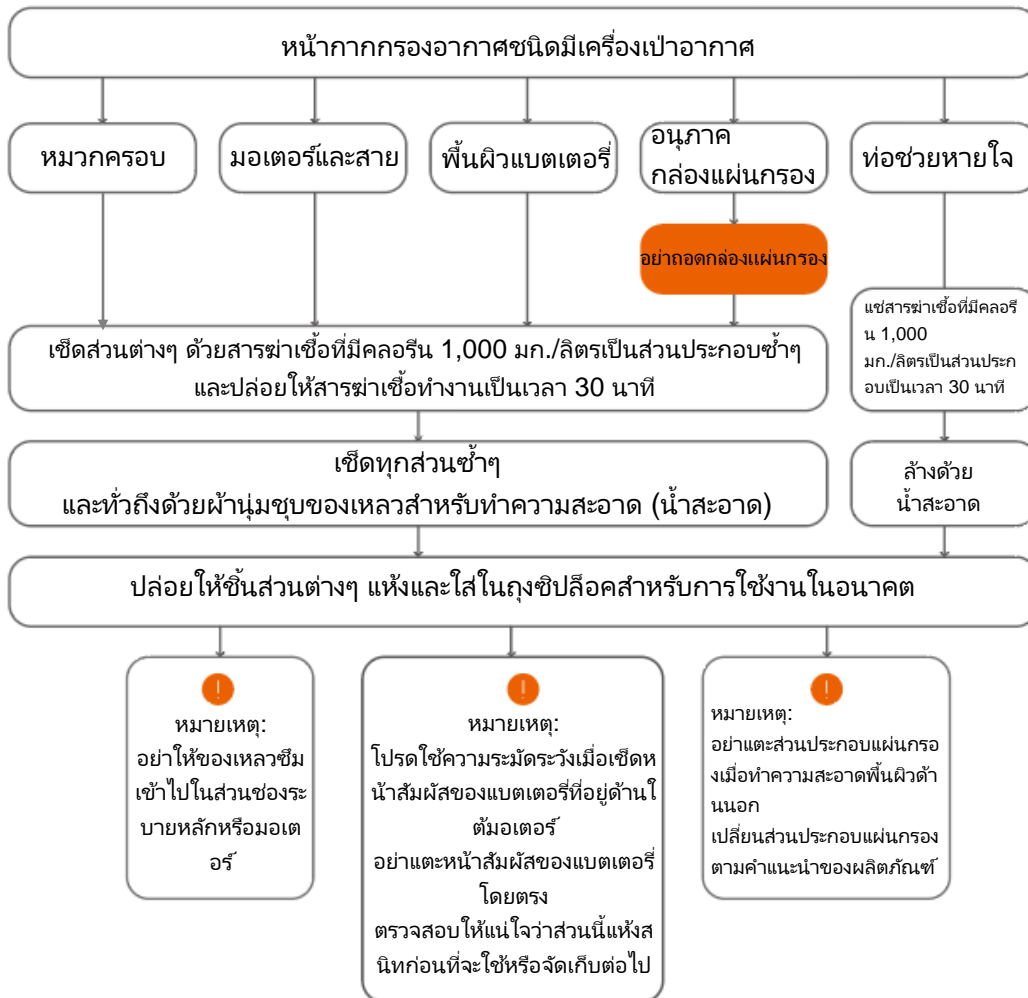 หน้ากากกรองอากาศชนิดมีเครื่องเป่าอากาศ
หมวกครอบ
มอเตอร์และสาย
พื้นผิวแบตเตอรี่
อนุภาค
กล่องแผ่นกรอง
ท่อช่วยหายใจ
อย่าถอดกล่องแผ่นกรอง
เช็ดส่วนต่างๆ ด้วยสารฆ่าเชื้อที่มีคลอรีน 1,000 มก./ลิตรเป็นส่วนประกอบซ้ำๆ
และปล่อยให้สารฆ่าเชื้อทำงานเป็นเวลา 30 นาที
แช่สารฆ่าเชื้อที่มีคลอรี
น 1,000
มก./ลิตรเป็นส่วนประก
อบเป็นเวลา 30 นาที
เช็ดทุกส่วนซ้ำๆ
และทั่วถึงด้วยผ้านุ่มชุบของเหลวสำหรับทำความสะอาด (น้ำสะอาด)
ล้างด้วย
น้ำสะอาด
ปล่อยให้ชิ้นส่วนต่างๆ แห้งและใส่ในถุงซิปล็อคสำหรับการใช้งานในอนาคต
หมายเหตุ:
อย่าให้ของเหลวซึม
เข้าไปในส่วนช่องระ
บายหลักหรือมอเต
อร์
หมายเหตุ:
โปรดใช้ความระมัดระวังเมื่อเช็ดห
น้าสัมผัสของแบตเตอรี่ที่อยู่ด้านใ
ต้มอเตอร์
อย่าแตะหน้าสัมผัสของแบตเตอรี่
โดยตรง
ตรวจสอบให้แน่ใจว่าส่วนนี้แห้งส
นิทก่อนที่จะใช้หรือจัดเก็บต่อไป
หมายเหตุ:
อย่าแตะส่วนประกอบแผ่นกรอ
งเมื่อทำความสะอาดพื้นผิวด้า
นนอก
เปลี่ยนส่วนประกอบแผ่นกรอง
ตามคำแนะนำของผลิตภัณฑ์